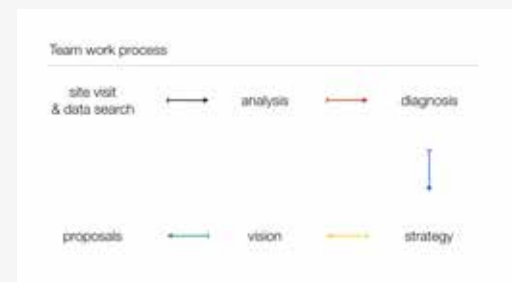 Team work process
site visit
& data search
analysis
diagnosis
strategy
vision
proposals